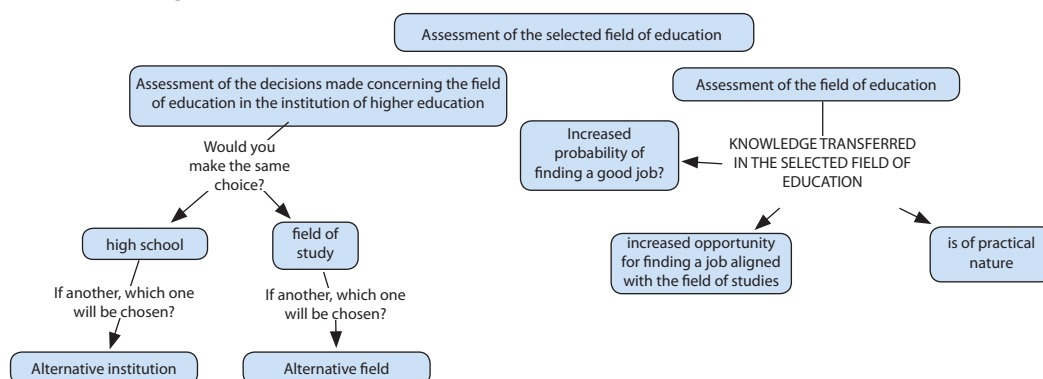 Assessment of the selected field of education
Assessment of the decisions made concerning the field
of education in the institution of higher education
Assessment of the field of education
Would you
make the same
choice?
Increased
probability of
finding a good job?
KNOWLEDGE TRANSFERRED
IN THE SELECTED FIELD OF
EDUCATION
high school
field of
study
increased opportunity
for finding a job aligned
with the field of studies
is of practical
nature
If another, which one
will be chosen?
If another, which one
will be chosen?
Alternative institution
Alternative field